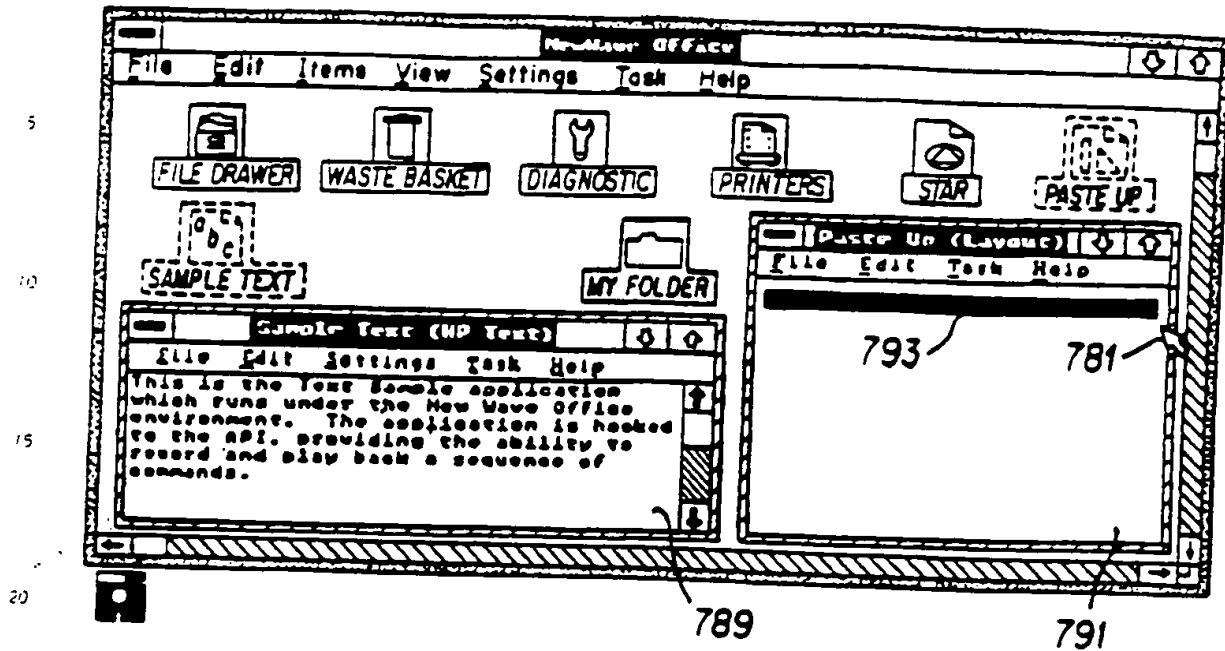 NewWave Office
File Edit Items View Settings Task Help
5
FILE DRAWER WASTE BASKET DIAGNOSTIC PRINTERS STAR PASTE UP
abc
SAMPLE TEXT
MY FOLDER
10
Paste Up (Layout)
File Edit Task Help
793
781
Sample Text (HP Text)
File Edit Settings Task Help
This is the Text Sample application
which runs under the New Wave Office
environment. The application is hooked
to the API, providing the ability to
record and play back a sequence of
commands.
15
20
789
791